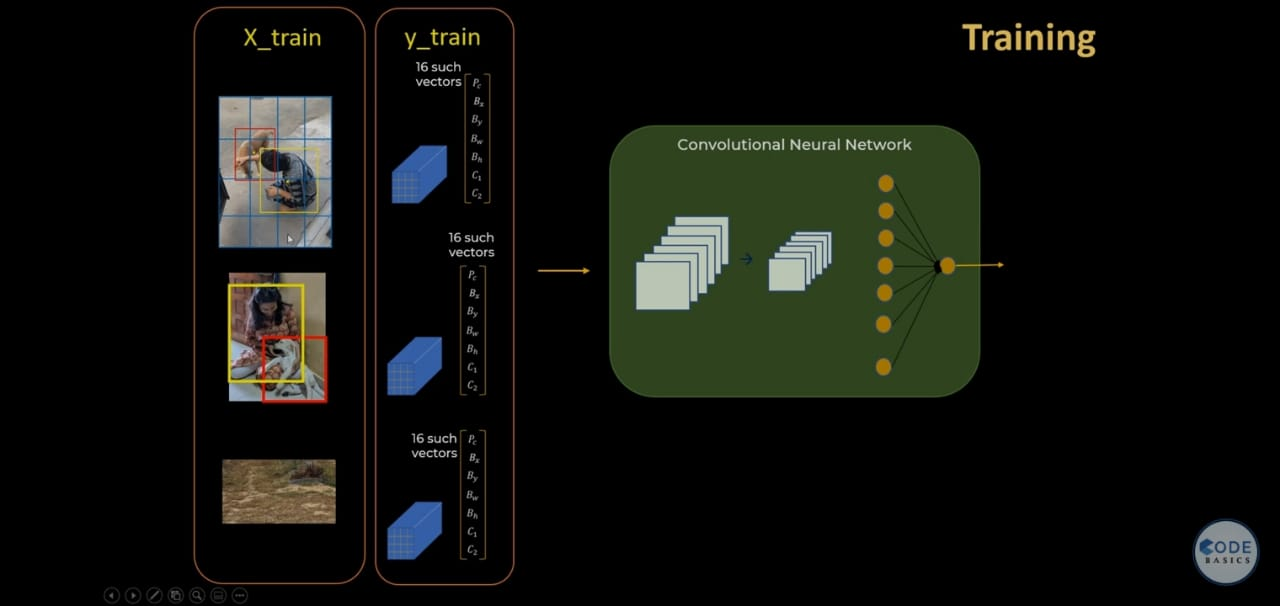 X_train
y_train
Training
16 such
vectors
P_c
B_x
B_y
B_w
B_h
C_1
C_2
16 such
vectors
P_c
B_x
B_y
B_w
B_h
C_1
C_2
16 such
vectors
P_c
B_x
B_y
B_w
B_h
C_1
C_2
Convolutional Neural Network
CODE
BASICS